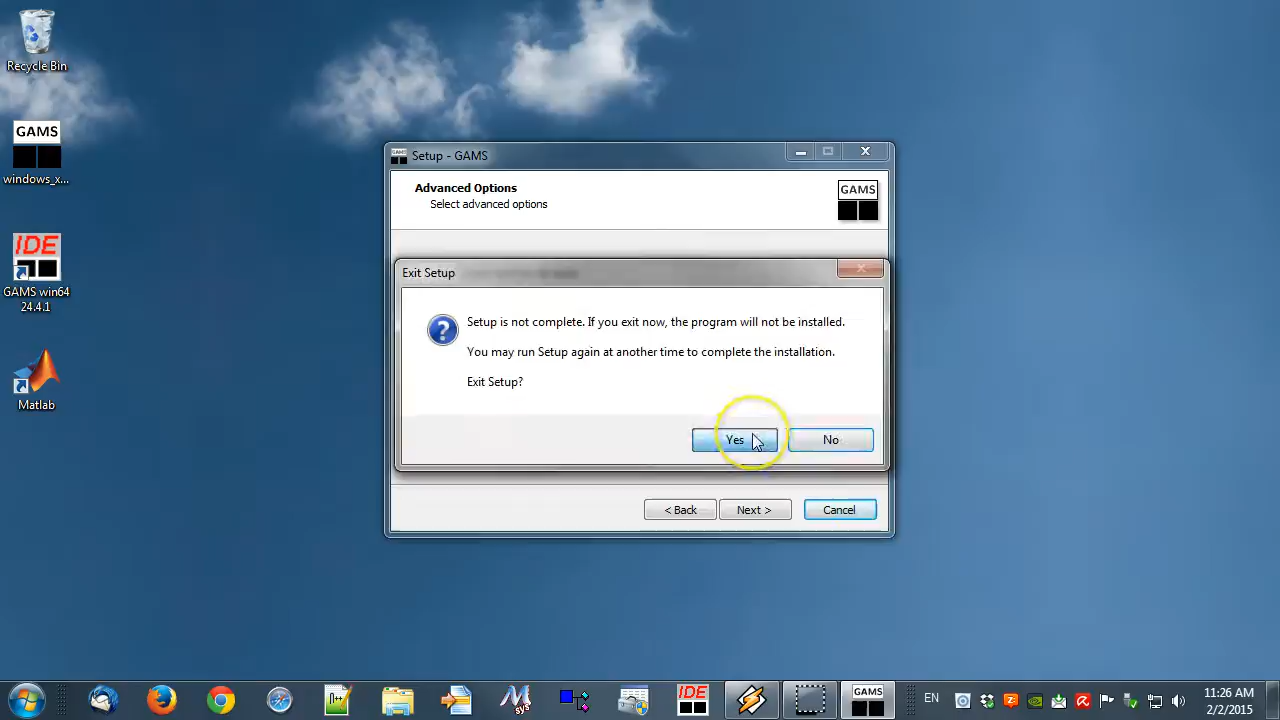 Recycle Bin
GAMS
windows_x...
IDE
GAMS win64
24.4.1
Matlab
GAMS
Setup - GAMS
Advanced Options
Select advanced options
GAMS
Exit Setup
Setup is not complete. If you exit now, the program will not be installed.
You may run Setup again at another time to complete the installation.
Exit Setup?
Yes
No
< Back
Next >
Cancel
IDE
GAMS
EN
11:26 AM
2/2/2015